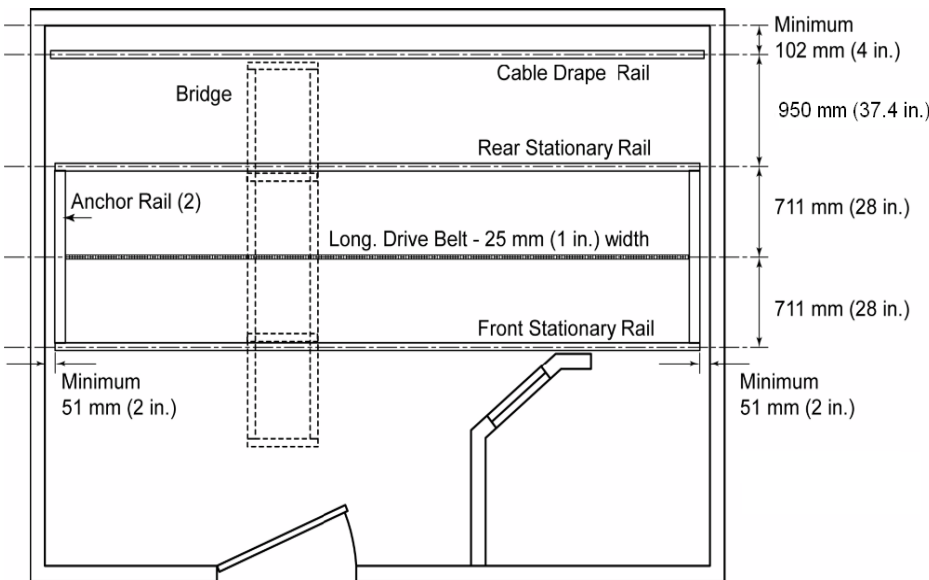 Minimum
102 mm (4 in.)
Cable Drape Rail
Bridge
950 mm (37.4 in.)
Rear Stationary Rail
Anchor Rail (2)
711 mm (28 in.)
Long. Drive Belt - 25 mm (1 in.) width
711 mm (28 in.)
Front Stationary Rail
Minimum
51 mm (2 in.)
Minimum
51 mm (2 in.)